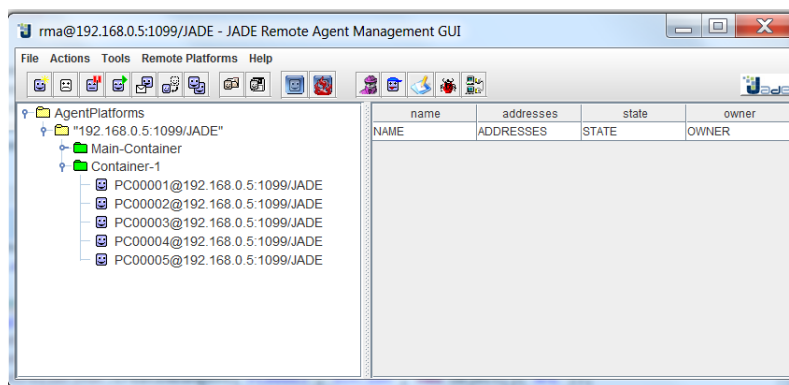 rma@192.168.0.5:1099/JADE - JADE Remote Agent Management GUI
File Actions Tools Remote Platforms Help
Jade
AgentPlatforms
"192.168.0.5:1099/JADE"
Main-Container
Container-1
PC00001@192.168.0.5:1099/JADE
PC00002@192.168.0.5:1099/JADE
PC00003@192.168.0.5:1099/JADE
PC00004@192.168.0.5:1099/JADE
PC00005@192.168.0.5:1099/JADE
name addresses state owner
NAME ADDRESSES STATE OWNER